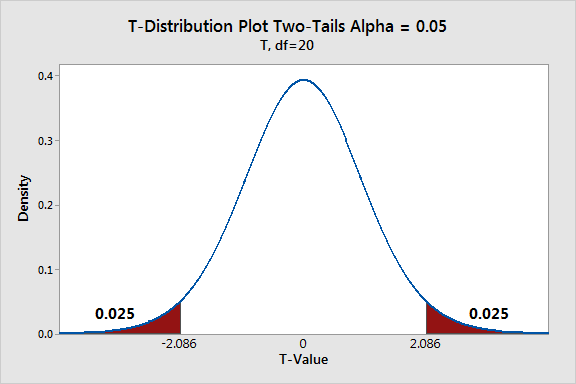 T-Distribution Plot Two-Tails Alpha = 0.05
T, df=20
0.4
0.3
0.2
0.1
0.0
Density
0.025
0.025
-2.086
0
2.086
T-Value